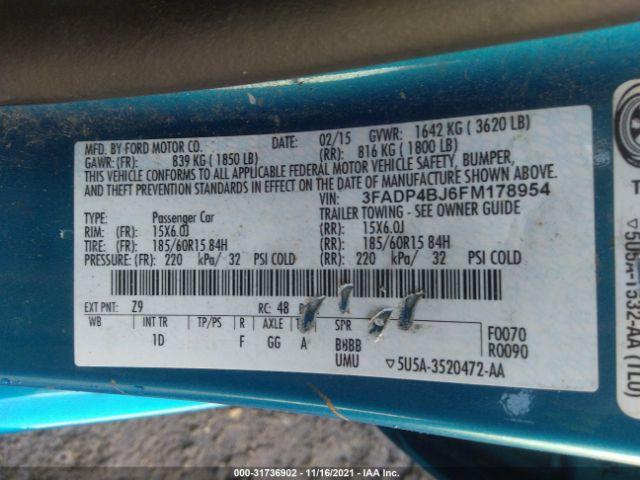 MFD. BY FORD MOTOR CO. DATE: 02/15 GVWR: 1642 KG ( 3620 LB)
GAWR: (FR): 839 KG ( 1850 LB) (RR): 816 KG ( 1800 LB)
THIS VEHICLE CONFORMS TO ALL APPLICABLE FEDERAL MOTOR VEHICLE SAFETY, BUMPER,
AND THEFT PREVENTION STANDARDS IN EFFECT ON THE DATE OF MANUFACTURE SHOWN ABOVE.
VIN: 3FADP4BJ6FM178954
TYPE: Passenger Car TRAILER TOWING - SEE OWNER GUIDE
RIM: (FR): 15X6.0J (RR): 15X6.0J
TIRE: (FR): 185/60R15 84H (RR): 185/60R15 84H
PRESSURE: (FR): 220 kPa/ 32 PSI COLD (RR): 220 kPa/ 32 PSI COLD
EXT PNT: Z9 RC: 48
WB INT TR TP/PS R AXLE SPR F0070
1D F GG A BBBB R0090
UMU ▽5U5A-3520472-AA
000-31736902 - 11/16/2021 - IAA Inc.